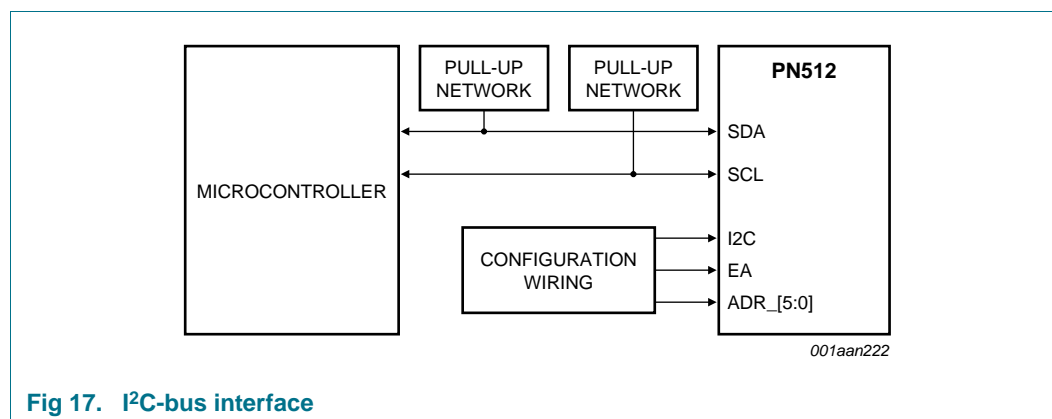 PULL-UP
NETWORK
PULL-UP
NETWORK
PN512
SDA
SCL
MICROCONTROLLER
I2C
CONFIGURATION
WIRING
EA
ADR_[5:0]
001aan222
Fig 17. I²C-bus interface